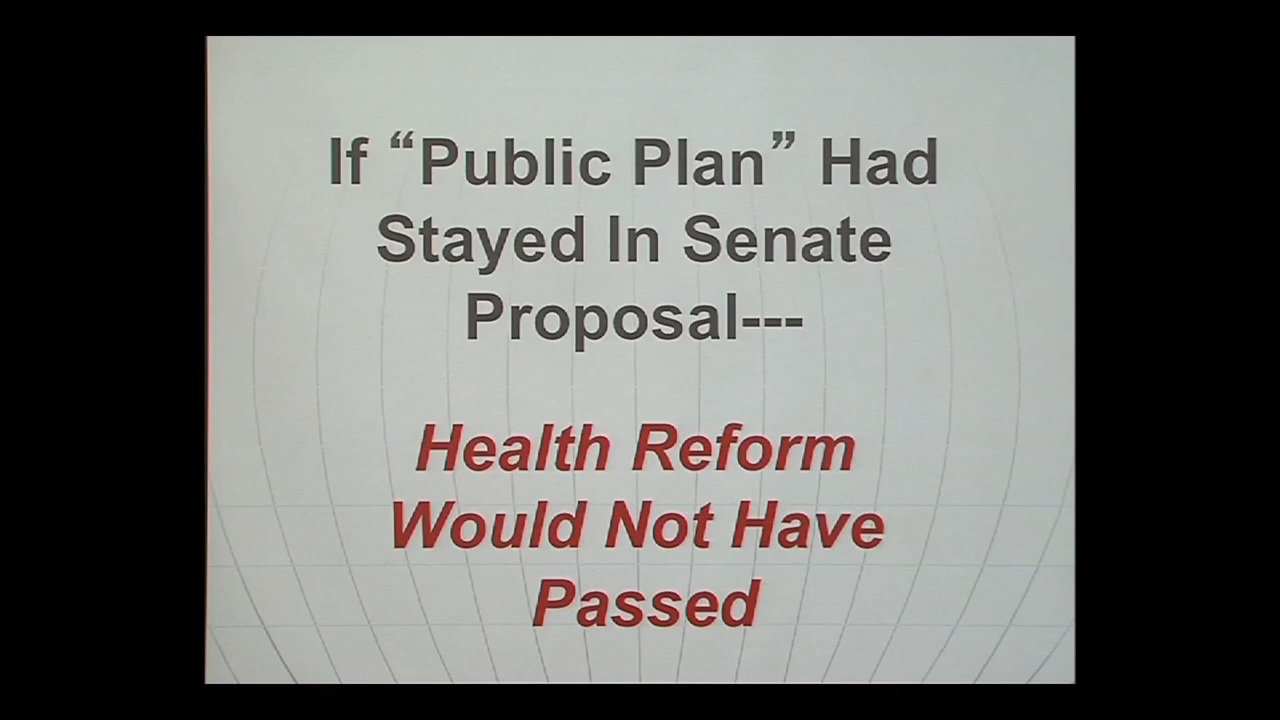 If “Public Plan” Had
Stayed In Senate
Proposal---
Health Reform
Would Not Have
Passed